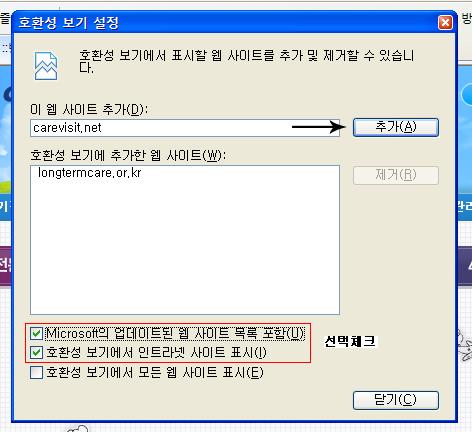 호환성 보기 설정
호환성 보기에서 표시할 웹 사이트를 추가 및 제거할 수 있습니
다.
이 웹 사이트 추가(D):
carevisit.net
추가(A)
호환성 보기에 추가한 웹 사이트(W):
longtermcare.or.kr
제거(R)
Microsoft의 업데이트된 웹 사이트 목록 포함(U)
호환성 보기에서 인트라넷 사이트 표시(I)
선택체크
호환성 보기에서 모든 웹 사이트 표시(E)
닫기(C)